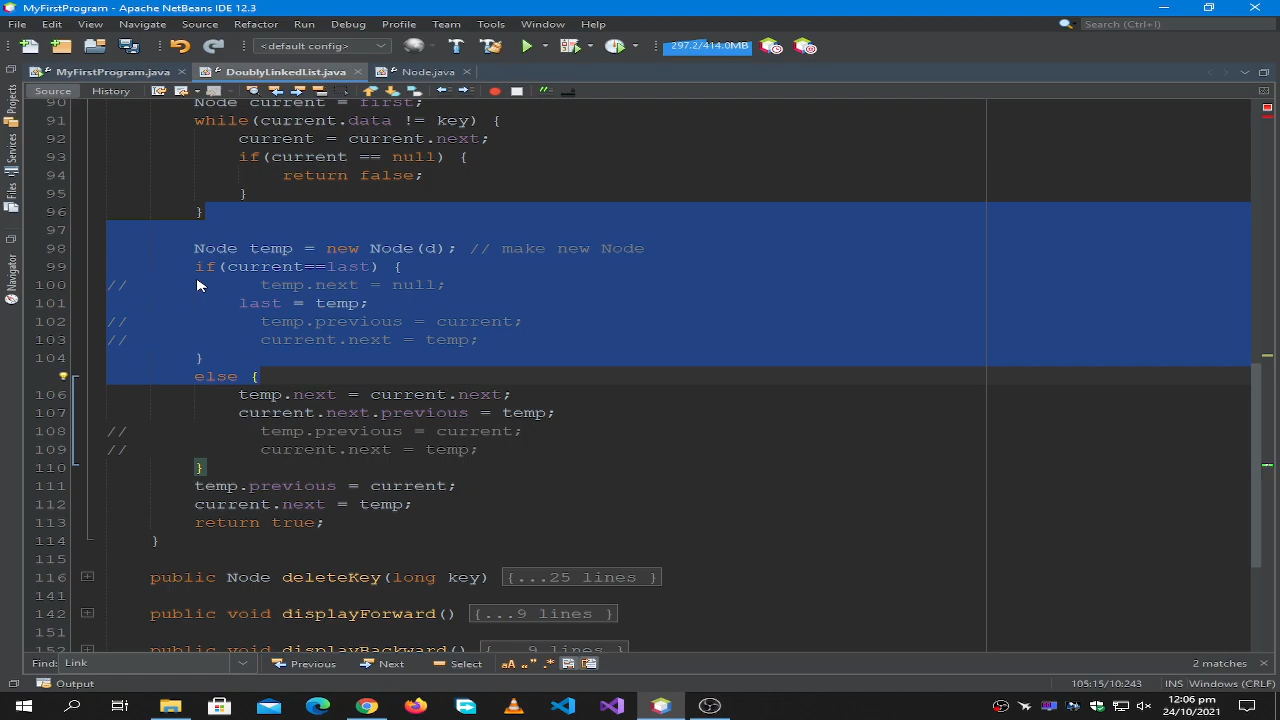 MyFirstProgram - Apache NetBeans IDE 12.3
File Edit View Navigate Source Refactor Run Debug Profile Team Tools Window Help
Search (Ctrl+I)
<default config>
297.2/414.0MB
MyFirstProgram.java
DoublyLinkedList.java
Node.java
Source History
Projects
Services
Files
Navigator
90 Node current = first;
91 while(current.data != key) {
92 current = current.next;
93 if(current == null) {
94 return false;
95 }
96 }
97
98 Node temp = new Node(d); // make new Node
99 if(current==last) {
100 // temp.next = null;
101 last = temp;
102 // temp.previous = current;
103 // current.next = temp;
104 }
else {
106 temp.next = current.next;
107 current.next.previous = temp;
108 // temp.previous = current;
109 // current.next = temp;
110 }
111 temp.previous = current;
112 current.next = temp;
113 return true;
114 }
115
116 public Node deleteKey(long key) {...25 lines }
141
142 public void displayForward() {...9 lines }
151
152 public void displayBackward() {...9 lines }
Find: Link Previous Next Select 2 matches
Output
105:15/10:243 INS Windows (CRLF)
12:06 pm
24/10/2021